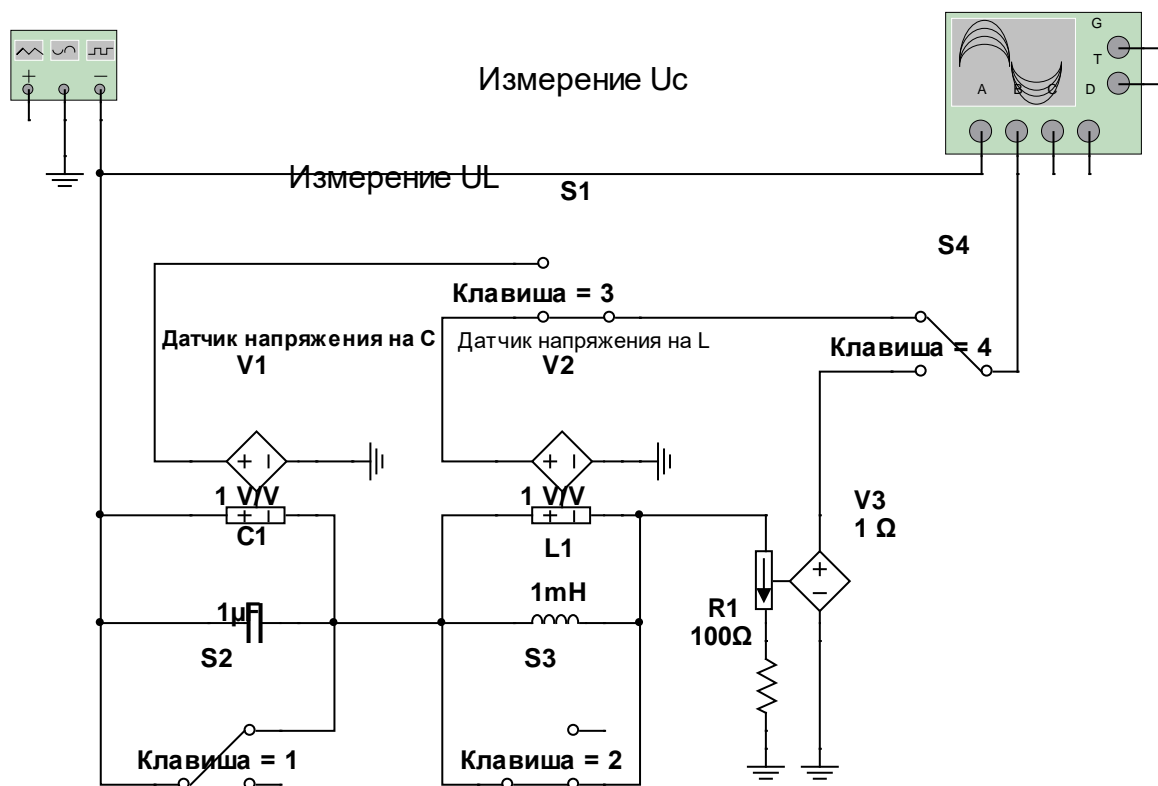 G
Измерение Uc
T
A B C D
+ −
Измерение UL
S1
S4
Клавиша = 3
Датчик напряжения на C
Датчик напряжения на L
Клавиша = 4
V1
V2
+ −
+ −
1 V/V
1 V/V
V3
+ −
+ −
1 Ω
C1
L1
+
−
1µF
1mH
R1
100Ω
S2
S3
Клавиша = 1
Клавиша = 2